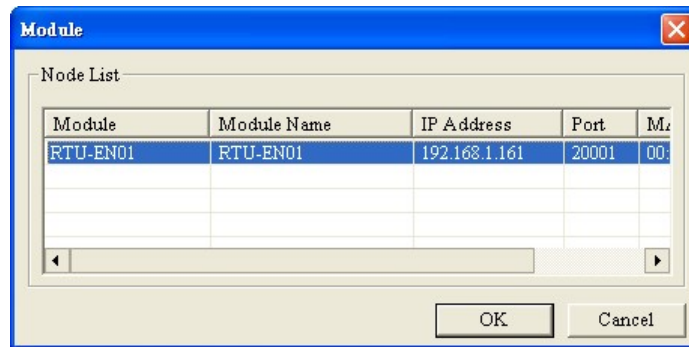 Module
Node List
Module Module Name IP Address Port
RTU-EN01 RTU-EN01 192.168.1.161 20001 00:
OK Cancel